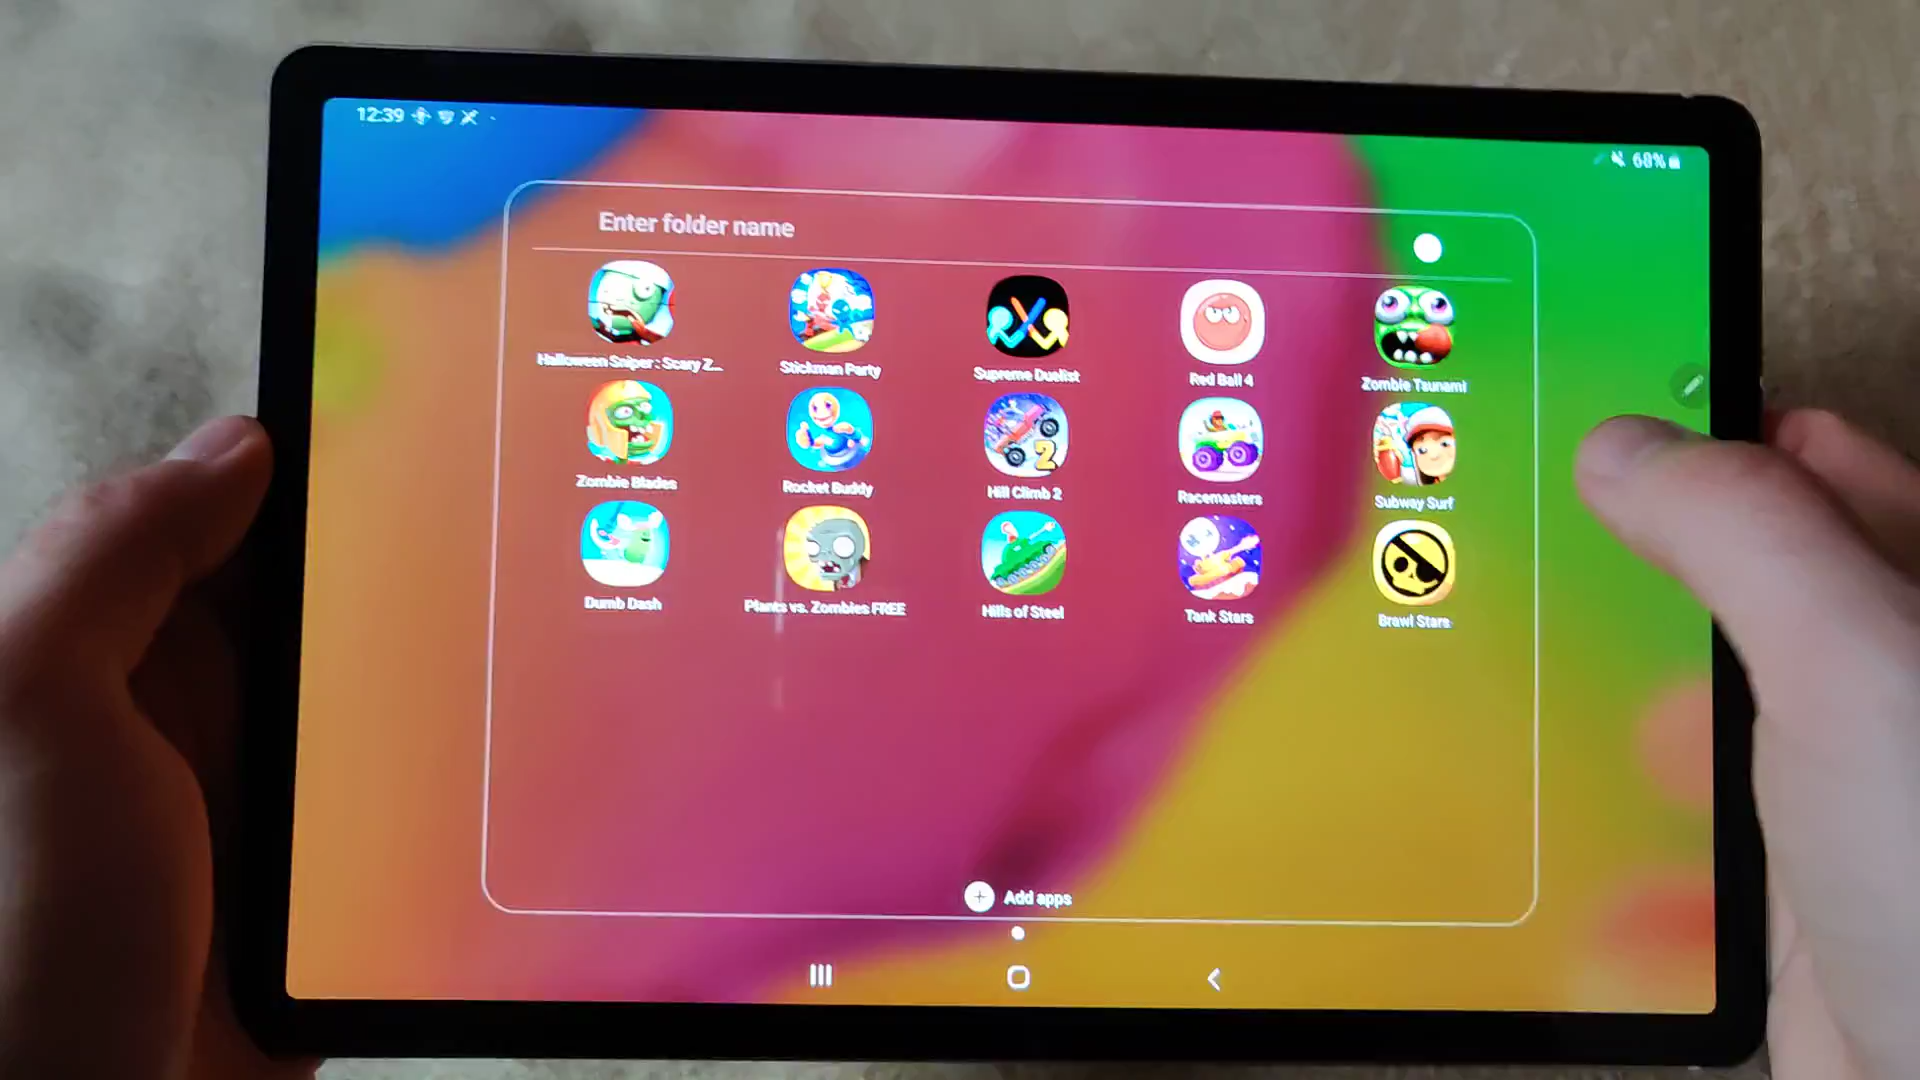 12:39
68%
Enter folder name
Halloween Sniper : Scary Z...
Stickman Party
Supreme Duelist
Red Ball 4
Zombie Tsunami
Zombie Blades
Rocket Buddy
2
Hill Climb 2
Racemasters
Subway Surf
Dumb Dash
Plants vs. Zombies FREE
Hills of Steel
Tank Stars
Brawl Stars
Add apps